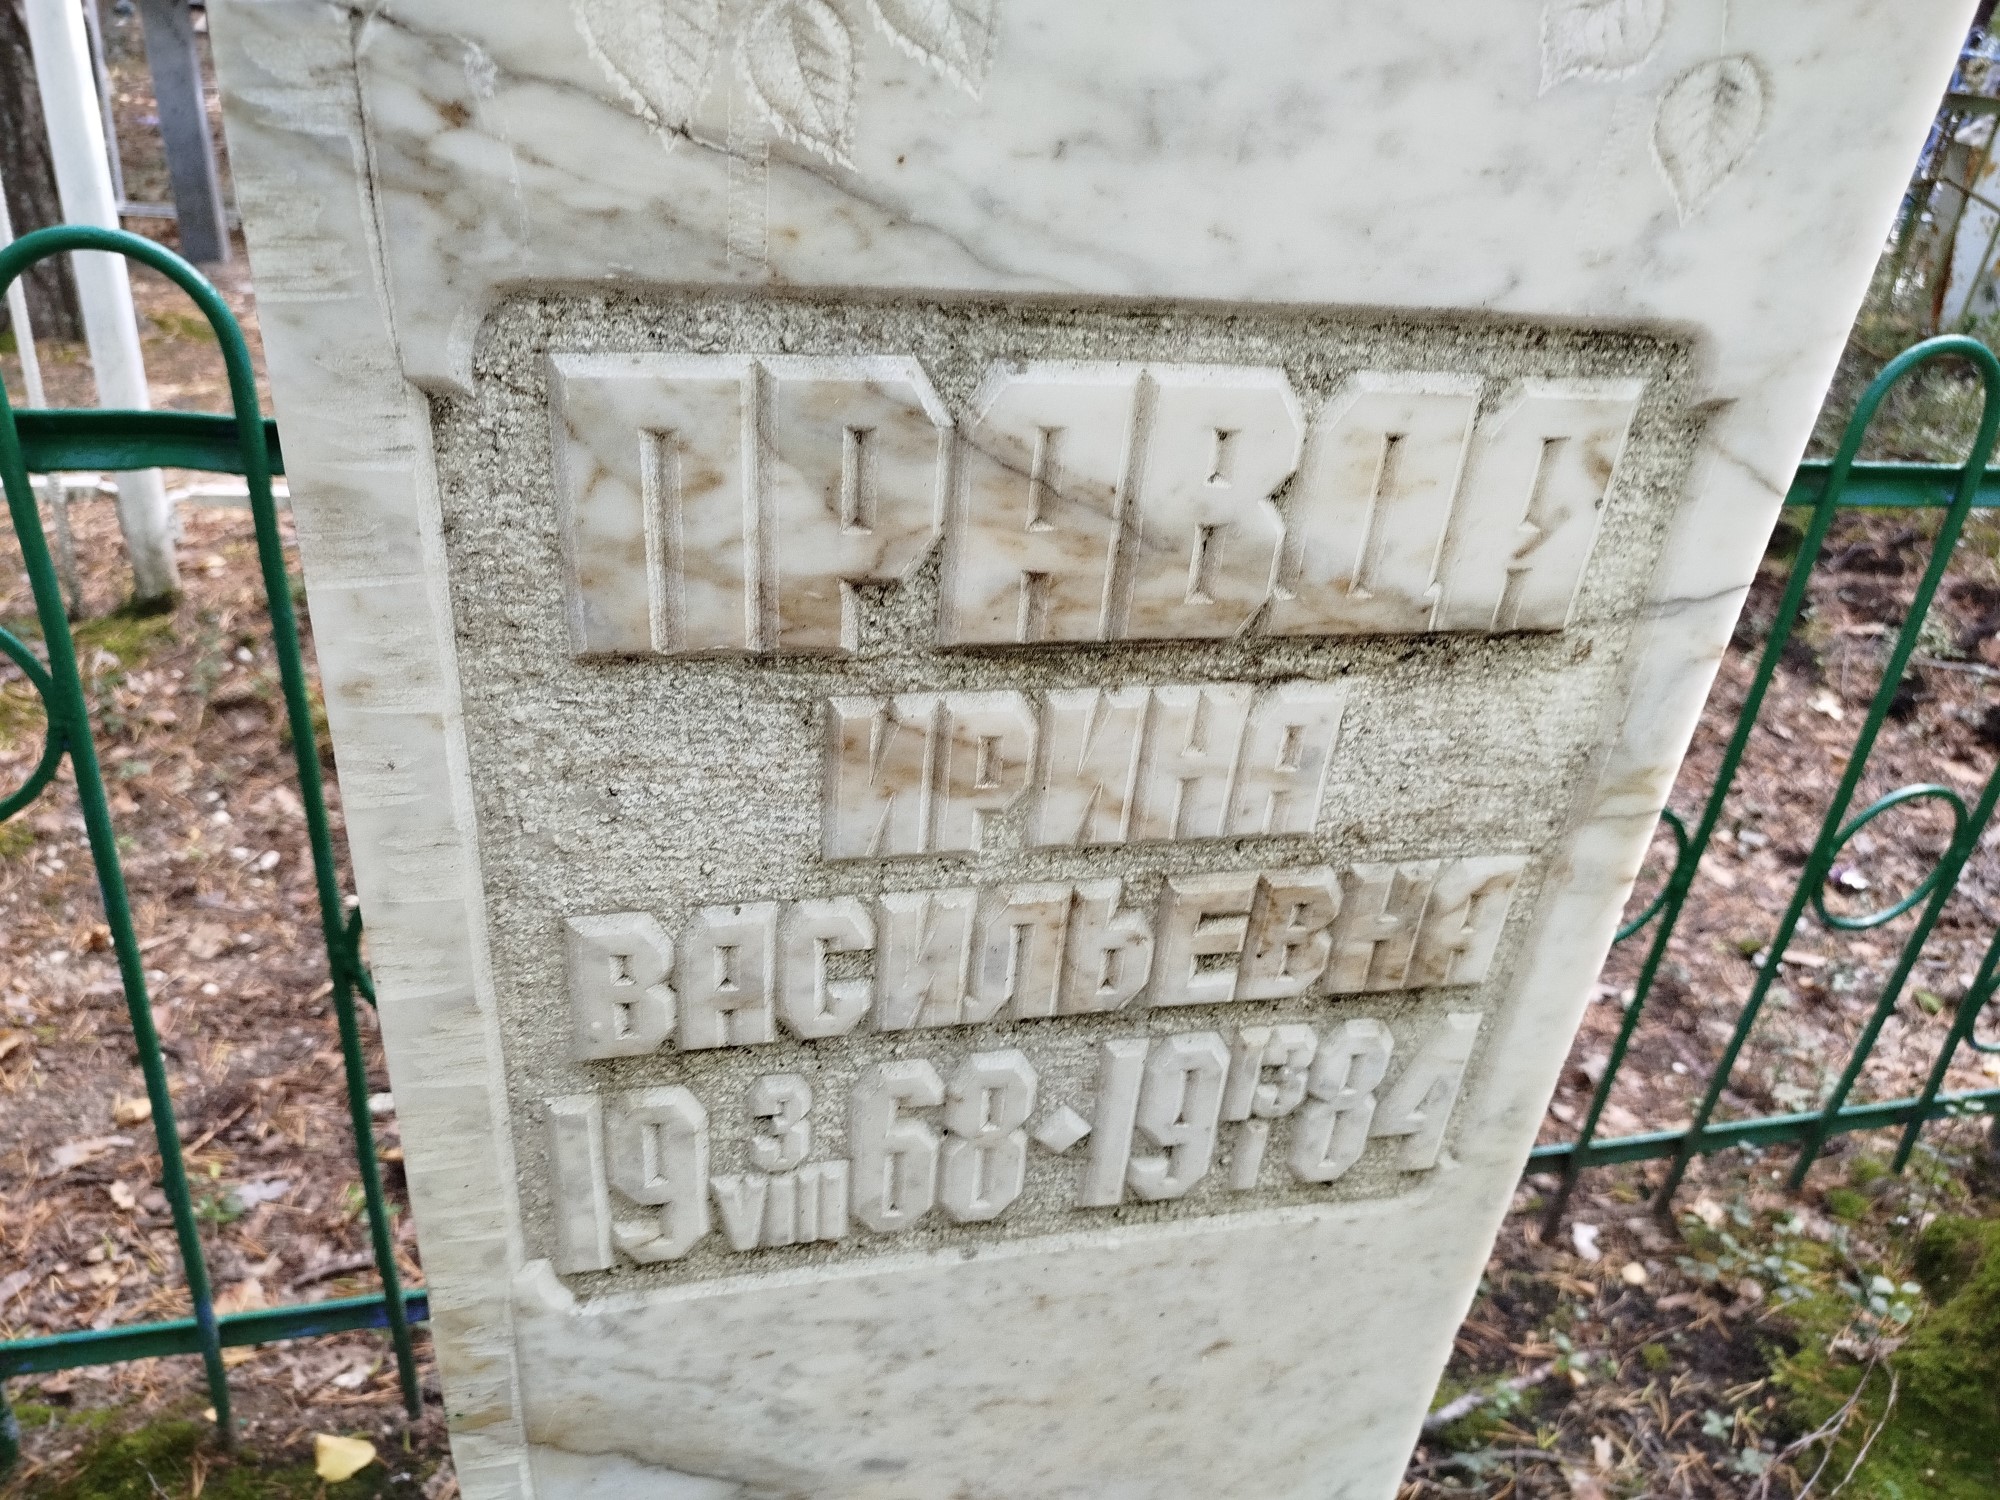 ПРАВДА
ИРИНА
ВАСИЛЬЕВНА
19 3/VIII 68 · 19 13/I 84